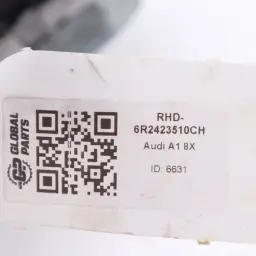 GLOBAL
PARTS
RHD-
6R2423510CH
Audi A1 8X
ID: 6631